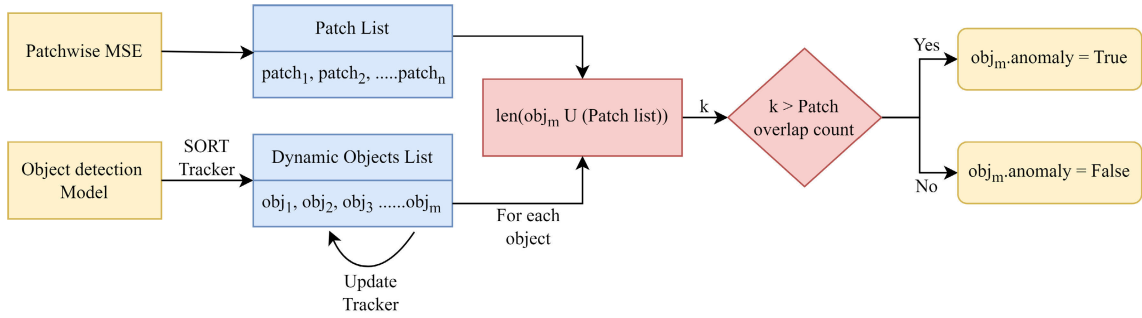 Patchwise MSE
Patch List
patch₁, patch₂, .....patchₙ
Object detection
Model
SORT
Tracker
Dynamic Objects List
obj₁, obj₂, obj₃ ......objₘ
Update
Tracker
For each
object
len(objₘ U (Patch list))
k
k > Patch
overlap count
Yes
objₘ.anomaly = True
No
objₘ.anomaly = False